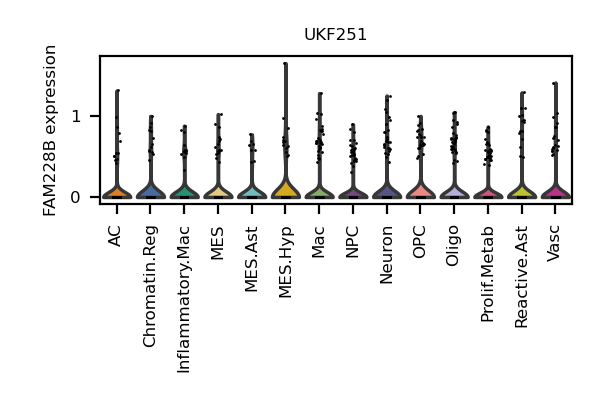 UKF251
FAM228B expression
1
0
AC
Chromatin.Reg
Inflammatory.Mac
MES
MES.Ast
MES.Hyp
Mac
NPC
Neuron
OPC
Oligo
Prolif.Metab
Reactive.Ast
Vasc